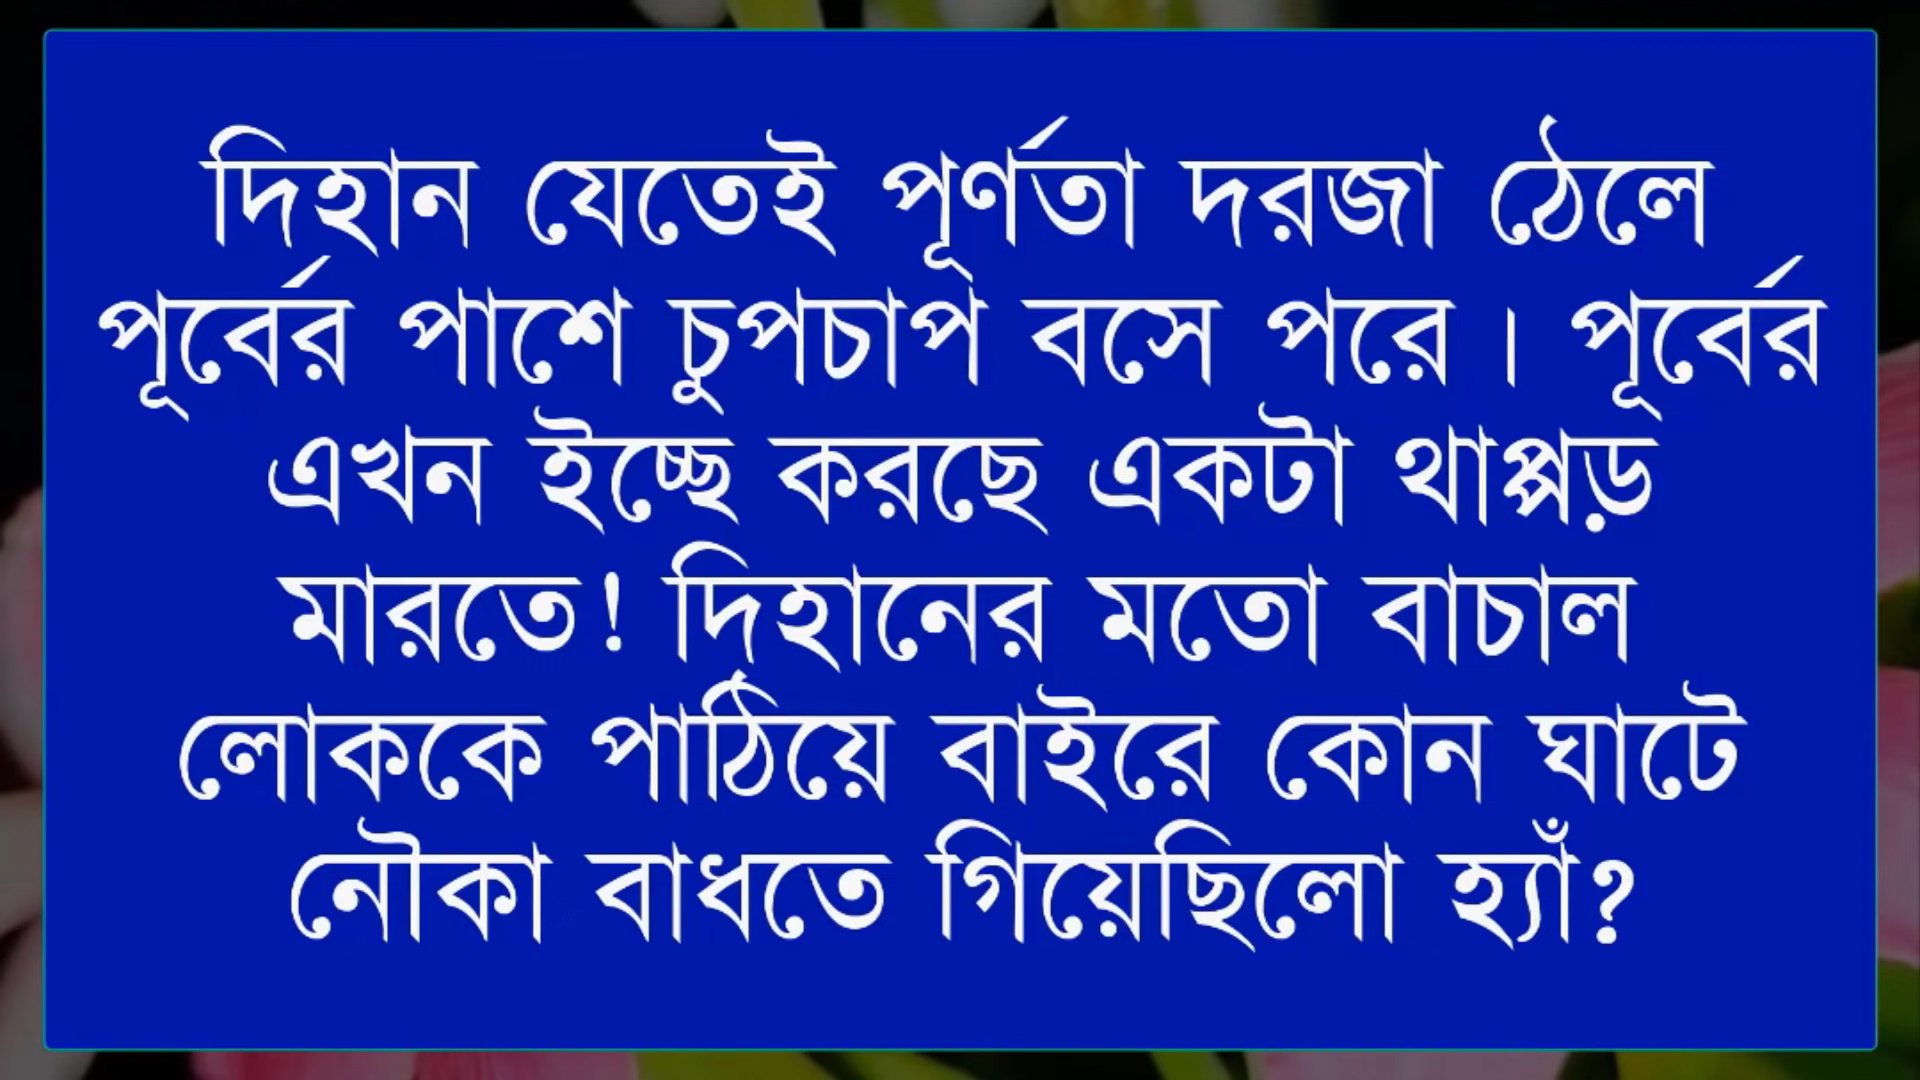 দিহান যেতেই পূর্ণতা দরজা ঠেলে
পূর্বের পাশে চুপচাপ বসে পরে। পূর্বের
এখন ইচ্ছে করছে একটা থাপ্পড়
মারতে! দিহানের মতো বাচাল
লোককে পাঠিয়ে বাইরে কোন ঘাটে
নৌকা বাধতে গিয়েছিলো হ্যাঁ?